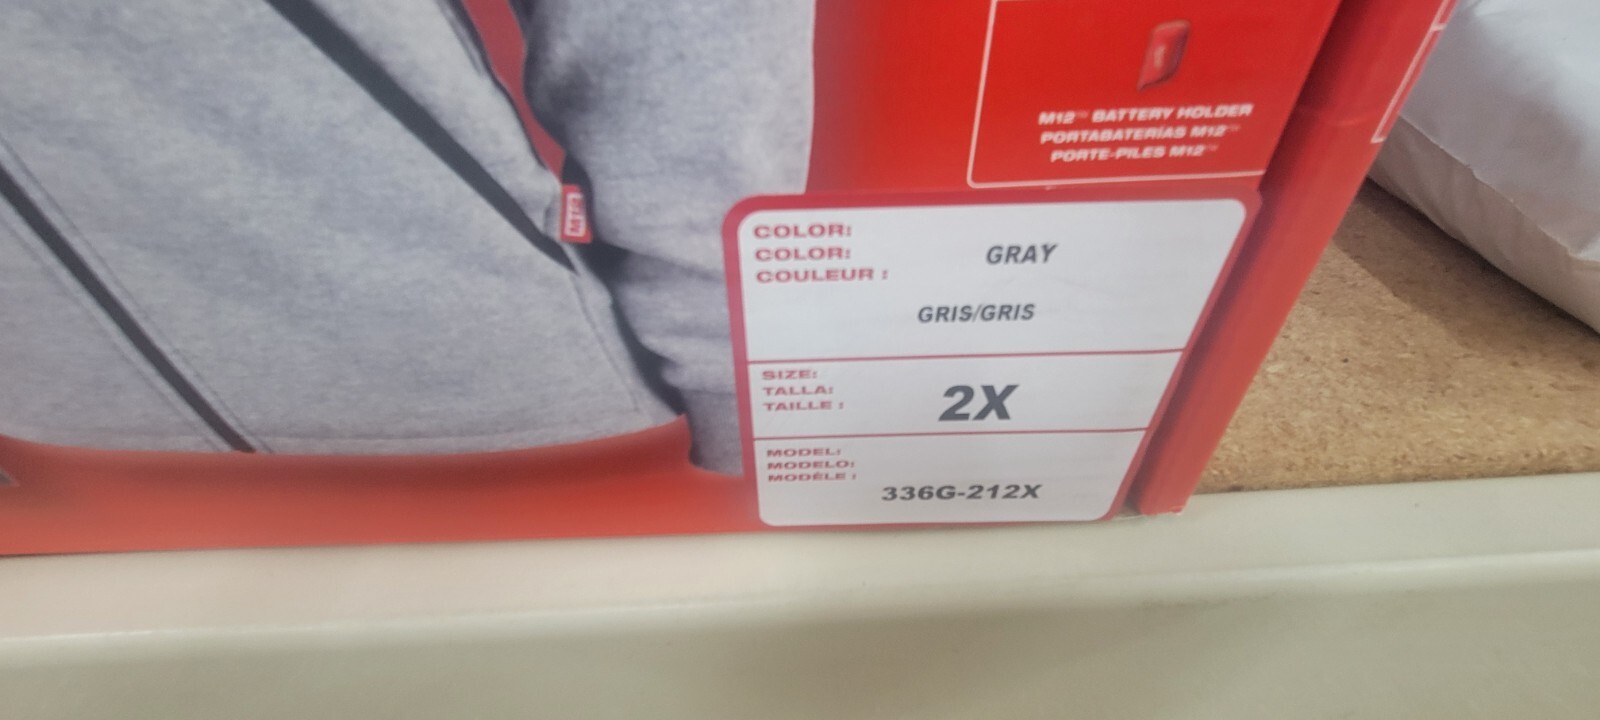 M12™ BATTERY HOLDER
PORTABATERÍAS M12™
PORTE-PILES M12™
COLOR:
COLOR: GRAY
COULEUR :
GRIS/GRIS
SIZE:
TALLA: 2X
TAILLE :
MODEL:
MODELO:
MODÈLE :
336G-212X
M12